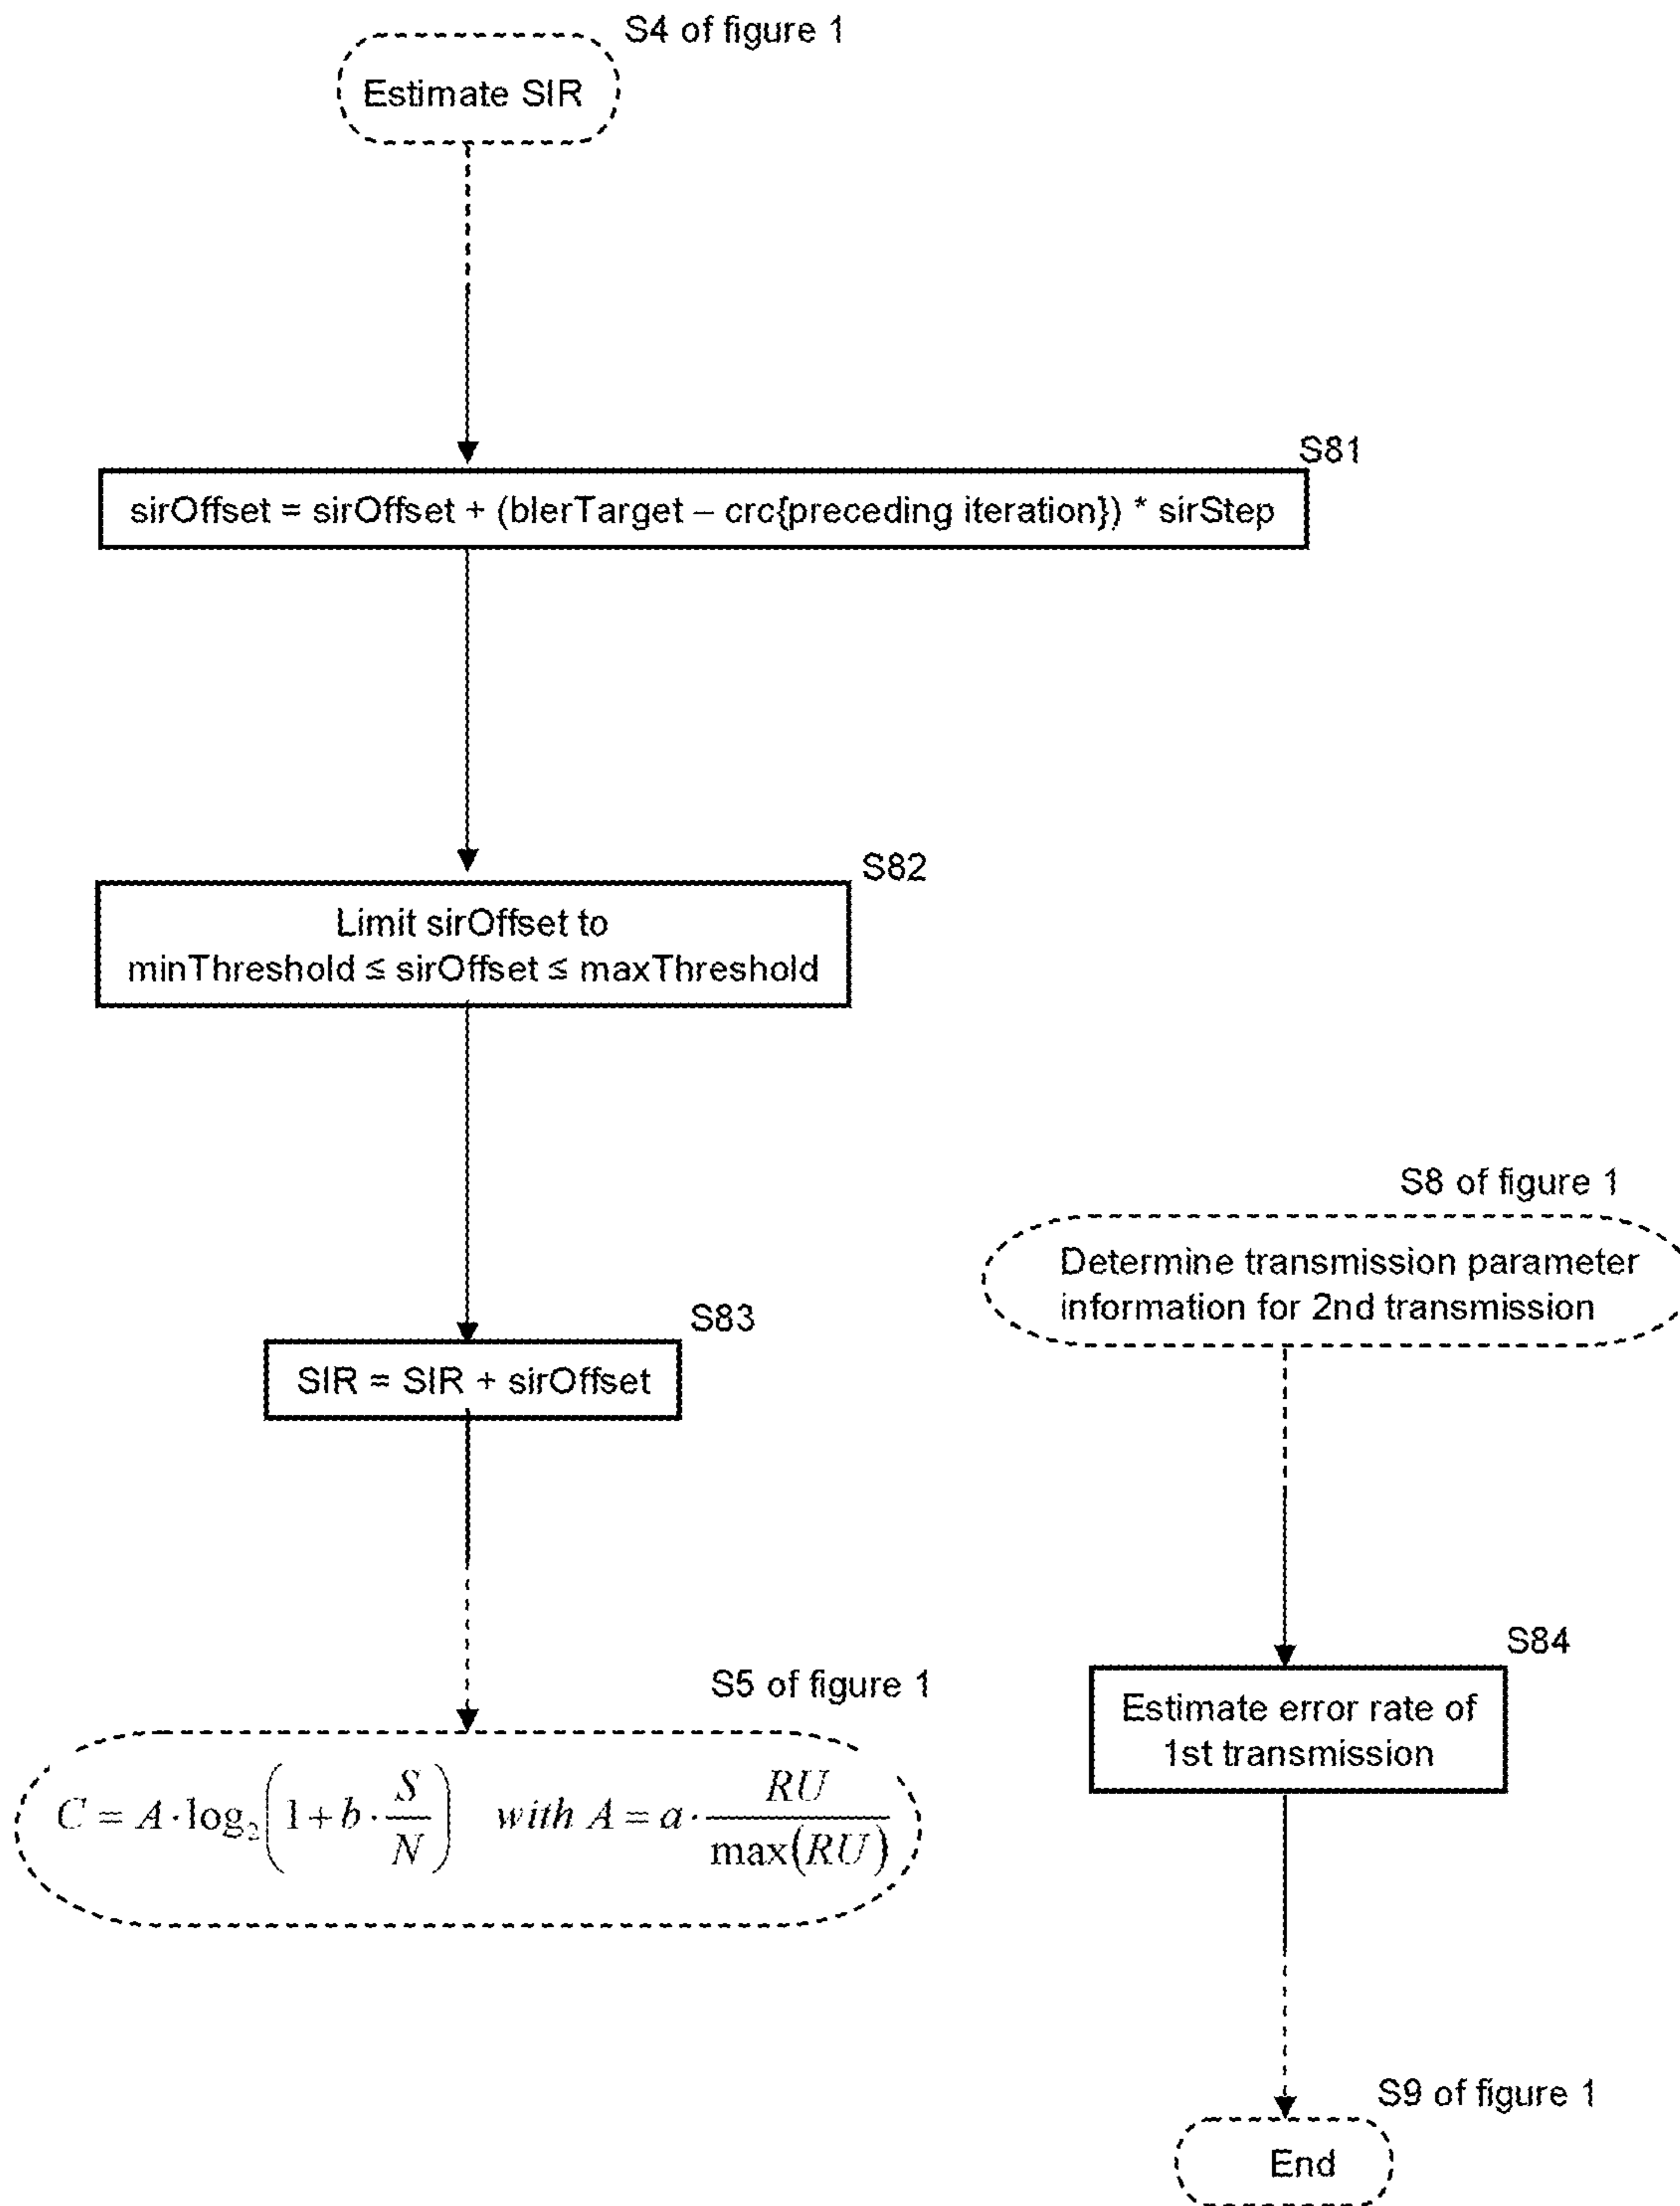 S4 of figure 1
Estimate SIR
S81
sirOffset = sirOffset + (blerTarget – crc{preceding iteration}) * sirStep
S82
Limit sirOffset to
minThreshold ≤ sirOffset ≤ maxThreshold
S83
SIR = SIR + sirOffset
S5 of figure 1
C = A · log₂(1 + b · S/N) with A = a · RU/max(RU)
S8 of figure 1
Determine transmission parameter
information for 2nd transmission
S84
Estimate error rate of
1st transmission
S9 of figure 1
End